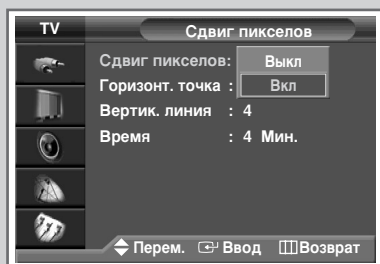 TV Сдвиг пикселов
Сдвиг пикселов: Выкл
Горизонт. точка : Вкл
Вертик. линия : 4
Время : 4 Мин.
Перем. Ввод Возврат